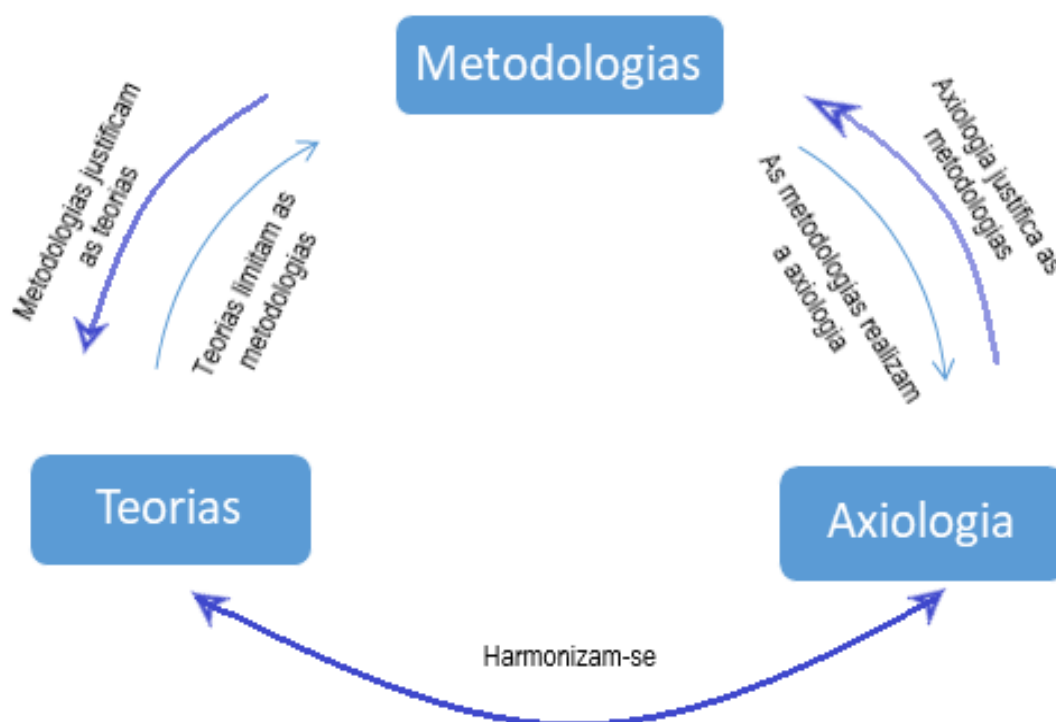 Metodologias
Metodologias justificam
as teorias
Teorias limitam as
metodologias
As metodologias realizam
a axiologia
Axiologia justifica as
metodologias
Teorias
Axiologia
Harmonizam-se